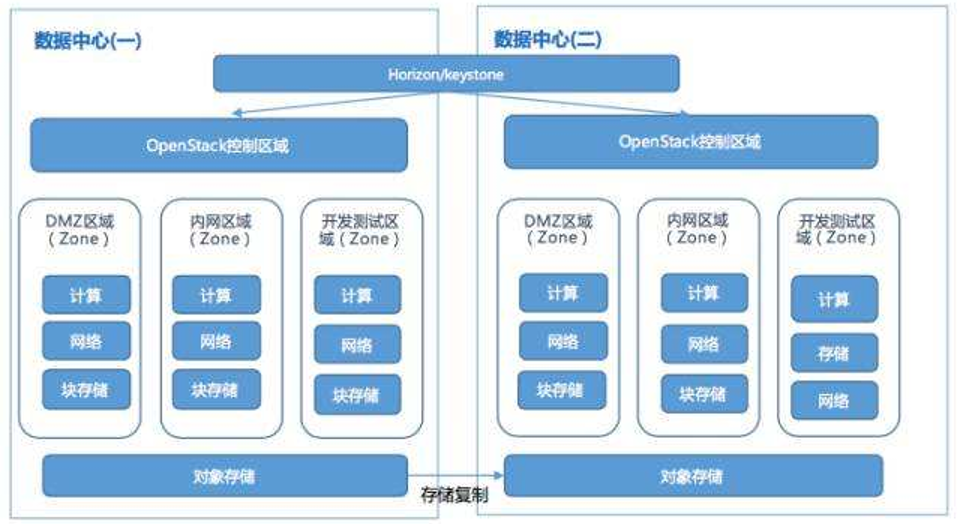 数据中心(一)
数据中心(二)
Horizon/keystone
OpenStack控制区域
OpenStack控制区域
DMZ区域
(Zone)
内网区域
(Zone)
开发测试区
域(Zone)
DMZ区域
(Zone)
内网区域
(Zone)
开发测试区
域(Zone)
计算
网络
块存储
计算
网络
块存储
计算
网络
块存储
计算
网络
块存储
计算
网络
块存储
计算
存储
网络
对象存储
存储复制
对象存储